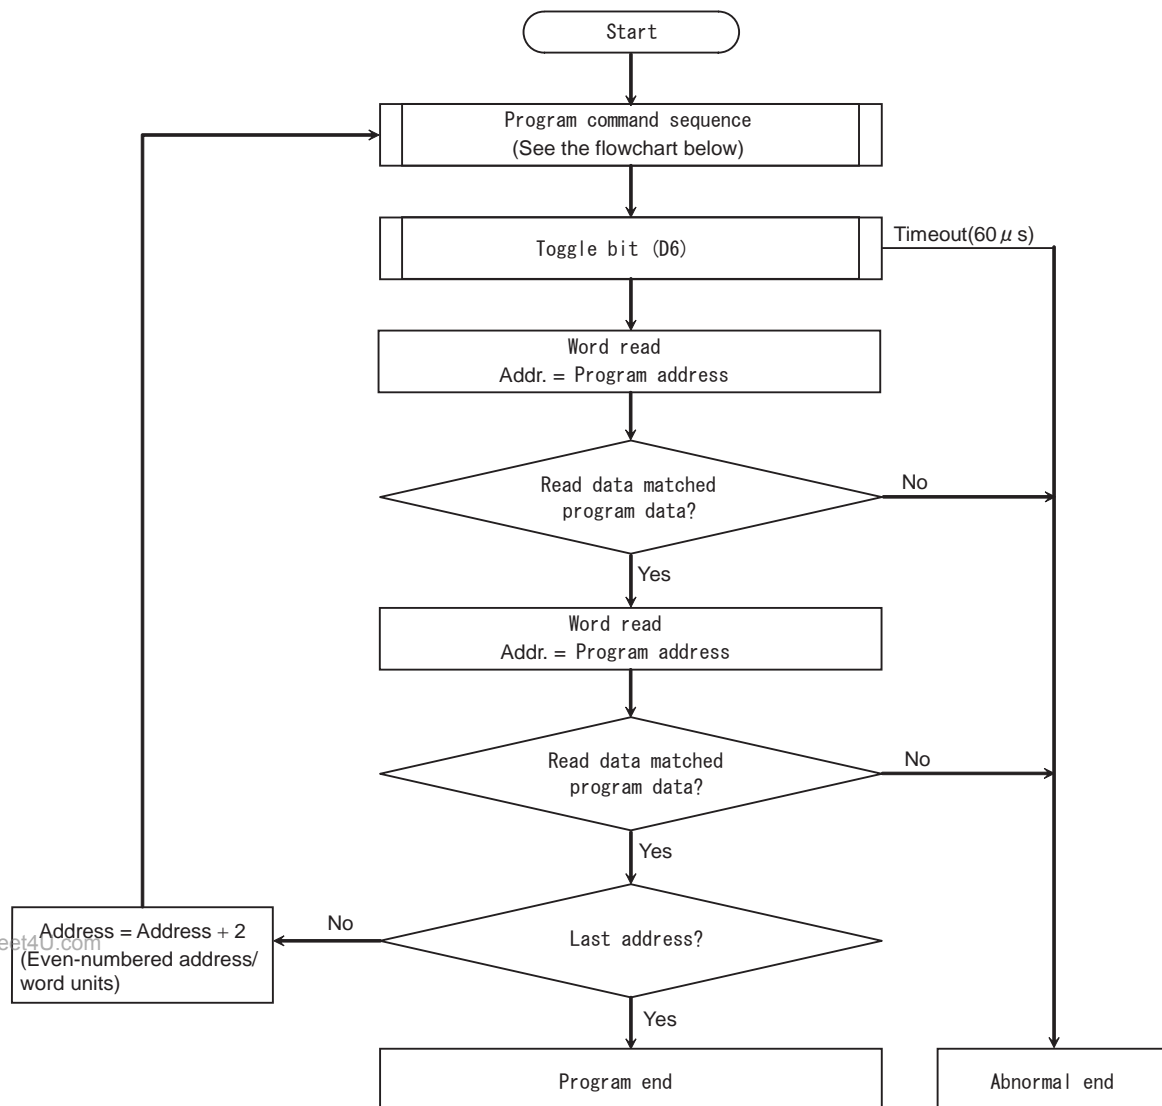 Start
Program command sequence
(See the flowchart below)
Toggle bit (D6)
Timeout(60 μ s)
Word read
Addr. = Program address
Read data matched
program data?
No
Yes
Word read
Addr. = Program address
Read data matched
program data?
No
Yes
Last address?
No
Address = Address + 2
(Even-numbered address/
word units)
eet4U.com
Yes
Program end
Abnormal end